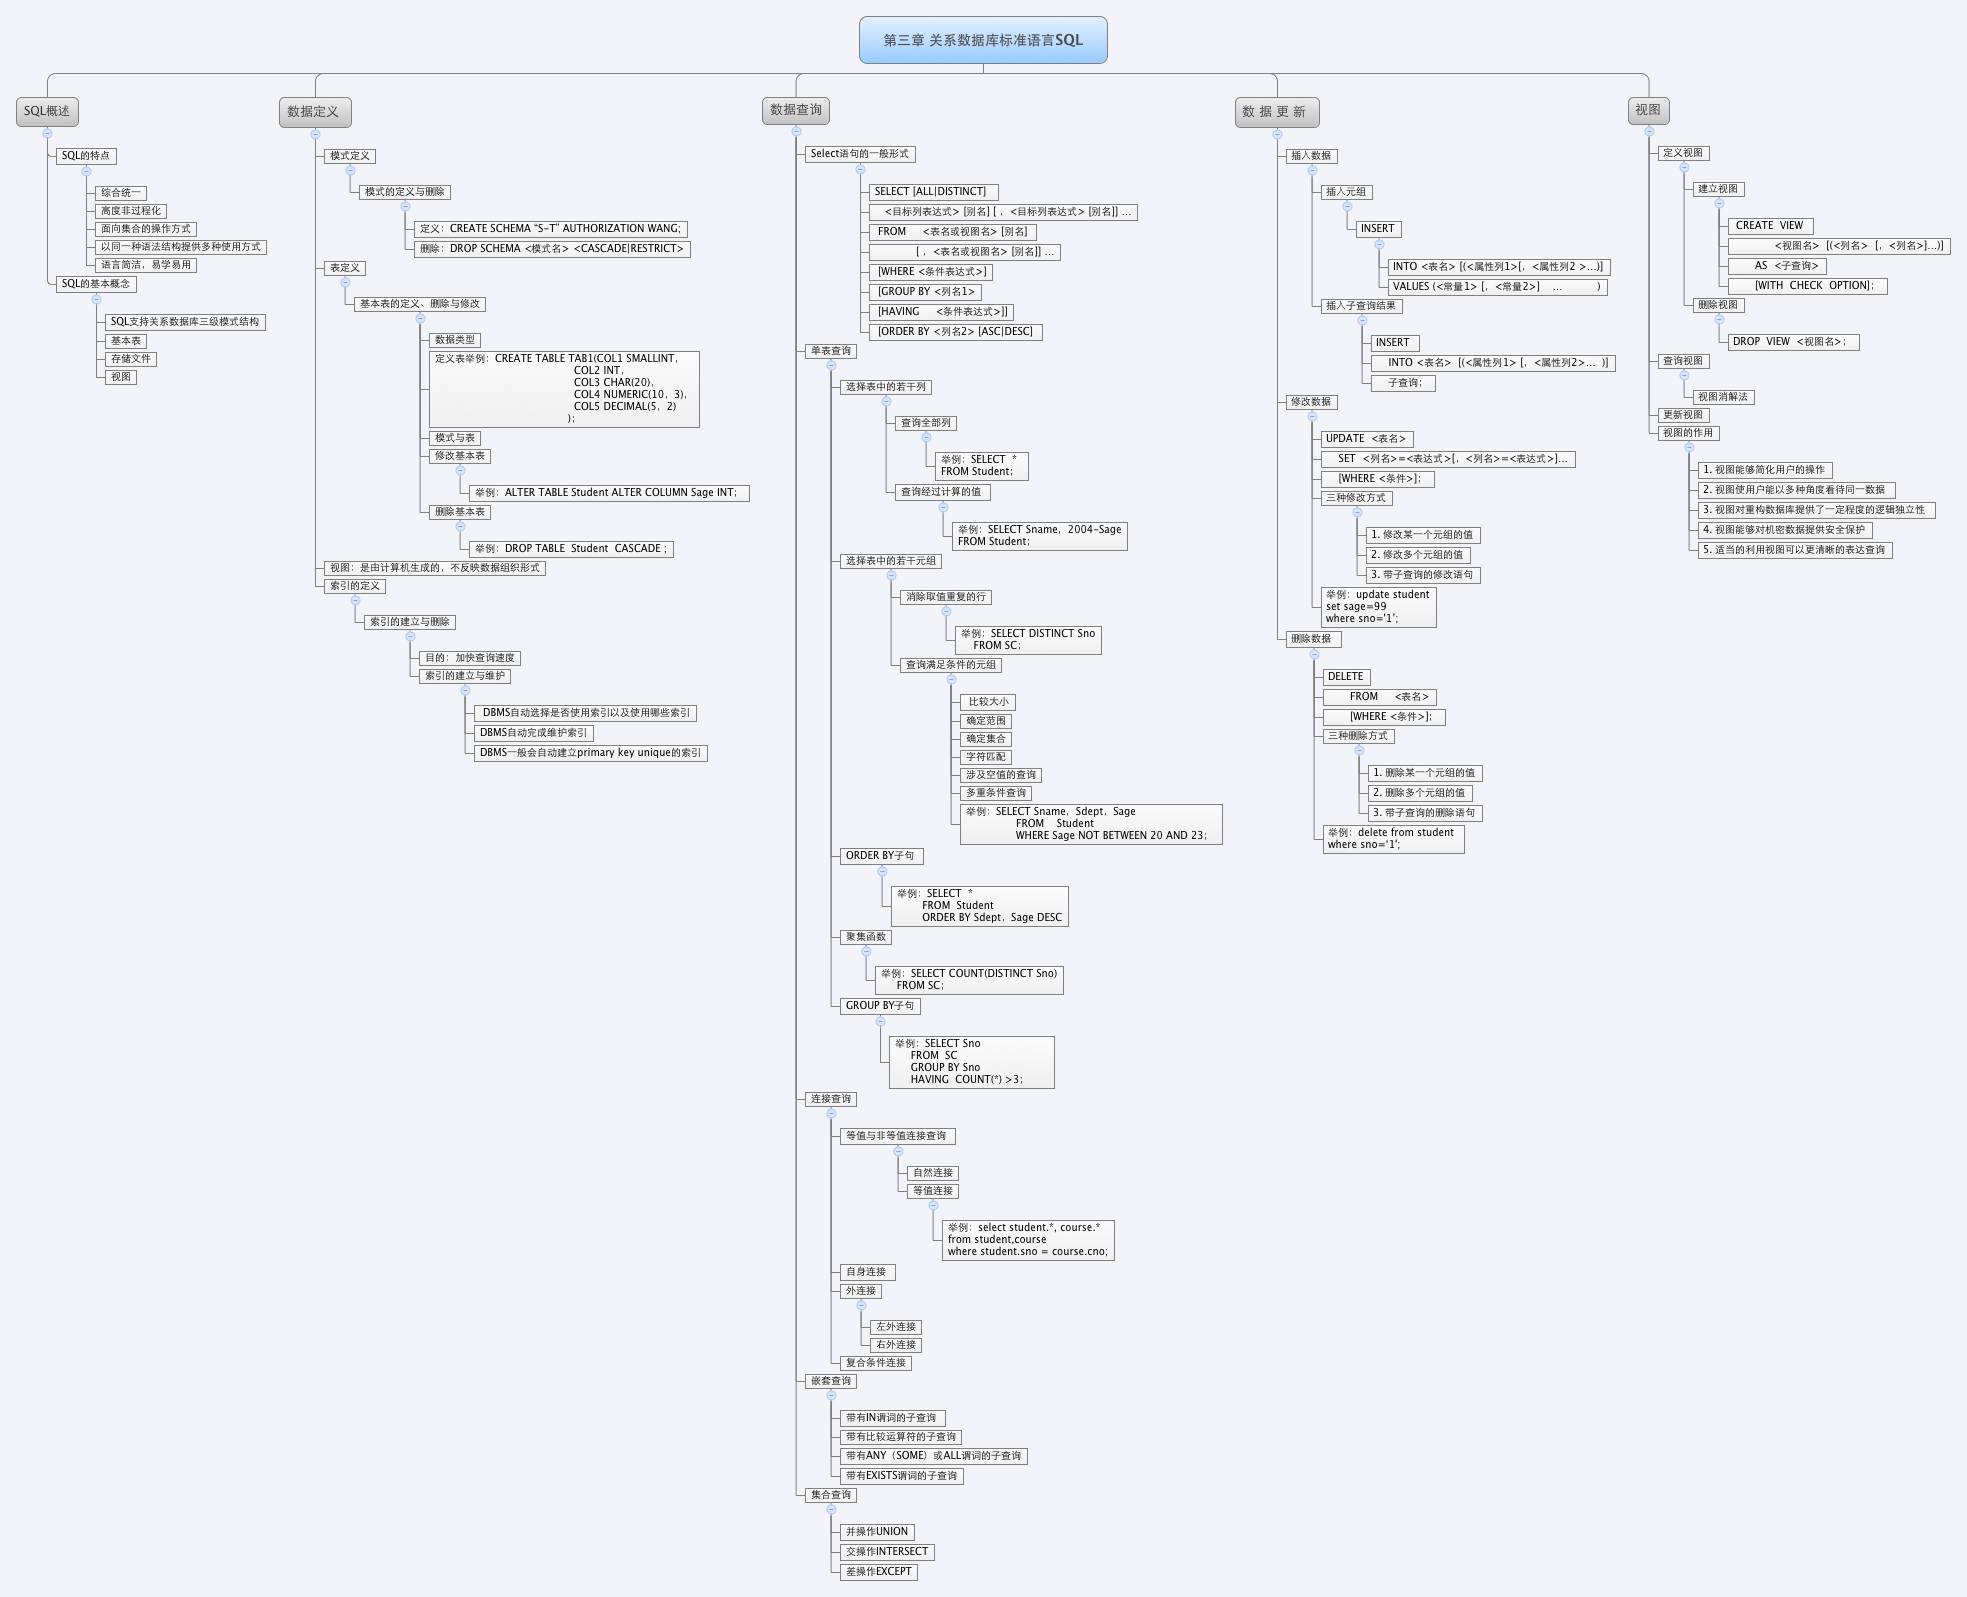 第三章 关系数据库标准语言SQL
SQL概述
SQL的特点
综合统一
高度非过程化
面向集合的操作方式
以同一种语法结构提供多种使用方式
语言简洁，易学易用
SQL的基本概念
SQL支持关系数据库三级模式结构
基本表
存储文件
视图
数据定义
模式定义
模式的定义与删除
定义：CREATE SCHEMA “S-T” AUTHORIZATION WANG;
删除：DROP SCHEMA <模式名> <CASCADE|RESTRICT>
表定义
基本表的定义、删除与修改
数据类型
定义表举例：CREATE TABLE TAB1(COL1 SMALLINT,
COL2 INT,
COL3 CHAR(20),
COL4 NUMERIC(10，3),
COL5 DECIMAL(5，2)
);
模式与表
修改基本表
举例：ALTER TABLE Student ALTER COLUMN Sage INT;
删除基本表
举例：DROP TABLE Student CASCADE ;
视图：是由计算机生成的，不反映数据组织形式
索引的定义
索引的建立与删除
目的：加快查询速度
索引的建立与维护
DBMS自动选择是否使用索引以及使用哪些索引
DBMS自动完成维护索引
DBMS一般会自动建立primary key unique的索引
数据查询
Select语句的一般形式
SELECT [ALL|DISTINCT]
<目标列表达式> [别名] [ ，<目标列表达式> [别名]] …
FROM <表名或视图名> [别名]
[ ，<表名或视图名> [别名]] …
[WHERE <条件表达式>]
[GROUP BY <列名1>
[HAVING <条件表达式>]]
[ORDER BY <列名2> [ASC|DESC]
单表查询
选择表中的若干列
查询全部列
举例：SELECT *
FROM Student;
查询经过计算的值
举例：SELECT Sname，2004-Sage
FROM Student;
选择表中的若干元组
消除取值重复的行
举例：SELECT DISTINCT Sno
FROM SC;
查询满足条件的元组
比较大小
确定范围
确定集合
字符匹配
涉及空值的查询
多重条件查询
举例：SELECT Sname，Sdept，Sage
FROM Student
WHERE Sage NOT BETWEEN 20 AND 23;
ORDER BY子句
举例：SELECT *
FROM Student
ORDER BY Sdept，Sage DESC
聚集函数
举例：SELECT COUNT(DISTINCT Sno)
FROM SC;
GROUP BY子句
举例：SELECT Sno
FROM SC
GROUP BY Sno
HAVING COUNT(*) >3;
连接查询
等值与非等值连接查询
自然连接
等值连接
举例：select student.*, course.*
from student,course
where student.sno = course.cno;
自身连接
外连接
左外连接
右外连接
复合条件连接
嵌套查询
带有IN谓词的子查询
带有比较运算符的子查询
带有ANY（SOME）或ALL谓词的子查询
带有EXISTS谓词的子查询
集合查询
并操作UNION
交操作INTERSECT
差操作EXCEPT
数 据 更 新
插入数据
插入元组
INSERT
INTO <表名> [(<属性列1>[，<属性列2 >…)]
VALUES (<常量1> [，<常量2>] … )
插入子查询结果
INSERT
INTO <表名> [(<属性列1> [，<属性列2>… )]
子查询;
修改数据
UPDATE <表名>
SET <列名>=<表达式>[，<列名>=<表达式>]…
[WHERE <条件>];
三种修改方式
1. 修改某一个元组的值
2. 修改多个元组的值
3. 带子查询的修改语句
举例：update student
set sage=99
where sno='1';
删除数据
DELETE
FROM <表名>
[WHERE <条件>];
三种删除方式
1. 删除某一个元组的值
2. 删除多个元组的值
3. 带子查询的删除语句
举例：delete from student
where sno='1';
视图
定义视图
建立视图
CREATE VIEW
<视图名> [(<列名> [，<列名>]…)]
AS <子查询>
[WITH CHECK OPTION];
删除视图
DROP VIEW <视图名>;
查询视图
视图消解法
更新视图
视图的作用
1. 视图能够简化用户的操作
2. 视图使用户能以多种角度看待同一数据
3. 视图对重构数据库提供了一定程度的逻辑独立性
4. 视图能够对机密数据提供安全保护
5. 适当的利用视图可以更清晰的表达查询